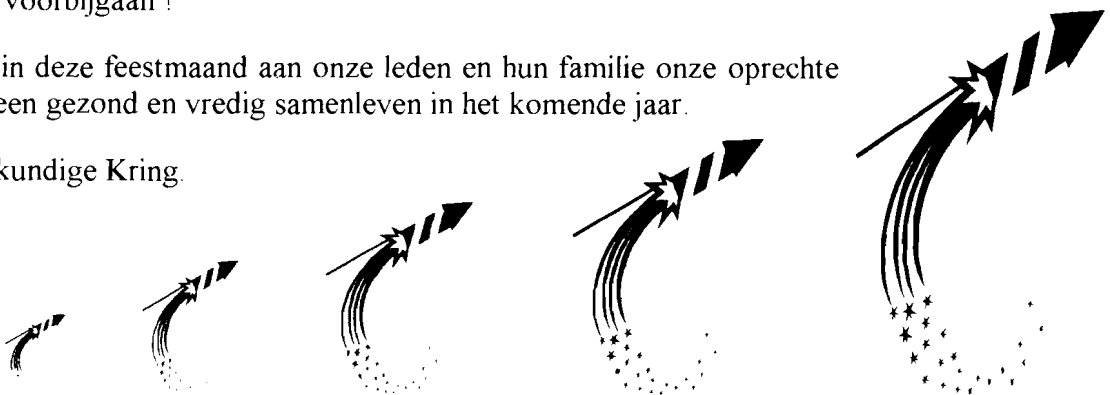 voorbijgaan !
in deze feestmaand aan onze leden en hun familie onze oprechte
een gezond en vredig samenleven in het komende jaar.
kundige Kring.